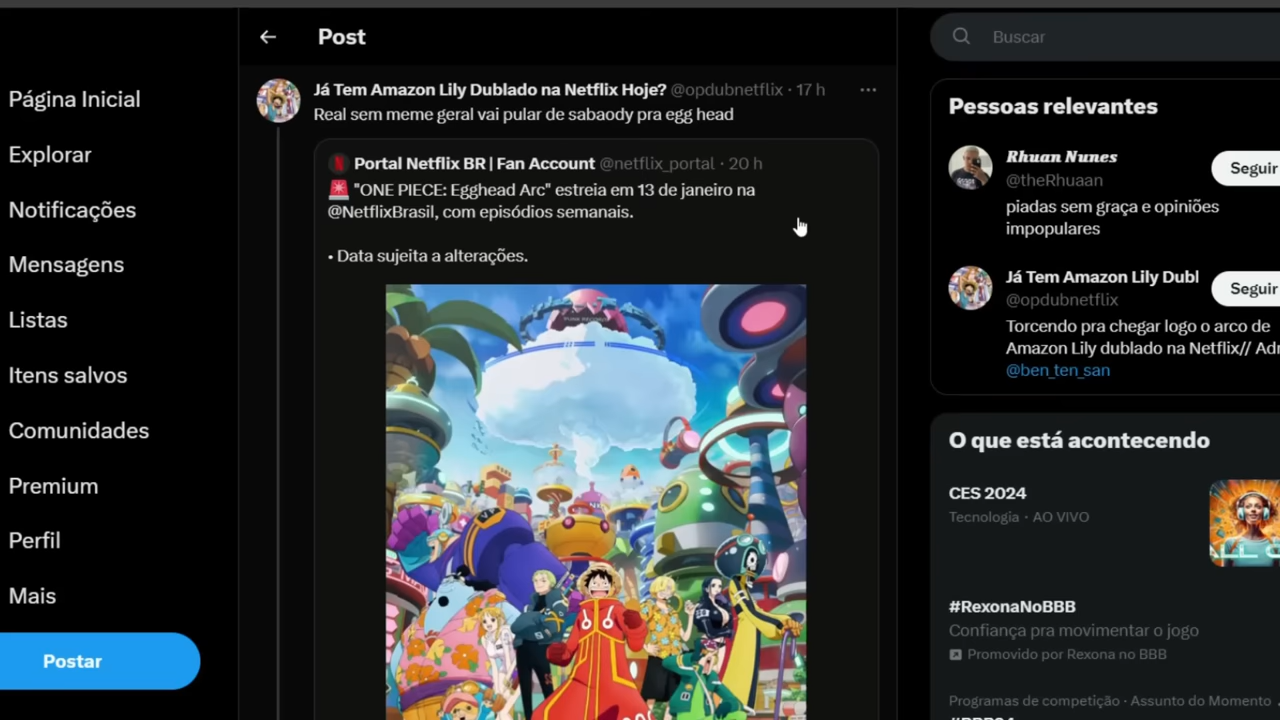 Post
Buscar
Página Inicial
Explorar
Notificações
Mensagens
Listas
Itens salvos
Comunidades
Premium
Perfil
Mais
Postar
Já Tem Amazon Lily Dublado na Netflix Hoje? @opdubnetflix · 17 h
Real sem meme geral vai pular de sabaody pra egg head
Portal Netflix BR | Fan Account @netflix_portal · 20 h
🚨 "ONE PIECE: Egghead Arc" estreia em 13 de janeiro na
@NetflixBrasil, com episódios semanais.
• Data sujeita a alterações.
Pessoas relevantes
Rhuan Nunes
@theRhuaan
Seguir
piadas sem graça e opiniões
impopulares
Já Tem Amazon Lily Dubl
@opdubnetflix
Seguir
Torcendo pra chegar logo o arco de
Amazon Lily dublado na Netflix// Adr
@ben_ten_san
O que está acontecendo
CES 2024
Tecnologia · AO VIVO
#RexonaNoBBB
Confiança pra movimentar o jogo
Promovido por Rexona no BBB
Programas de competição · Assunto do Momento